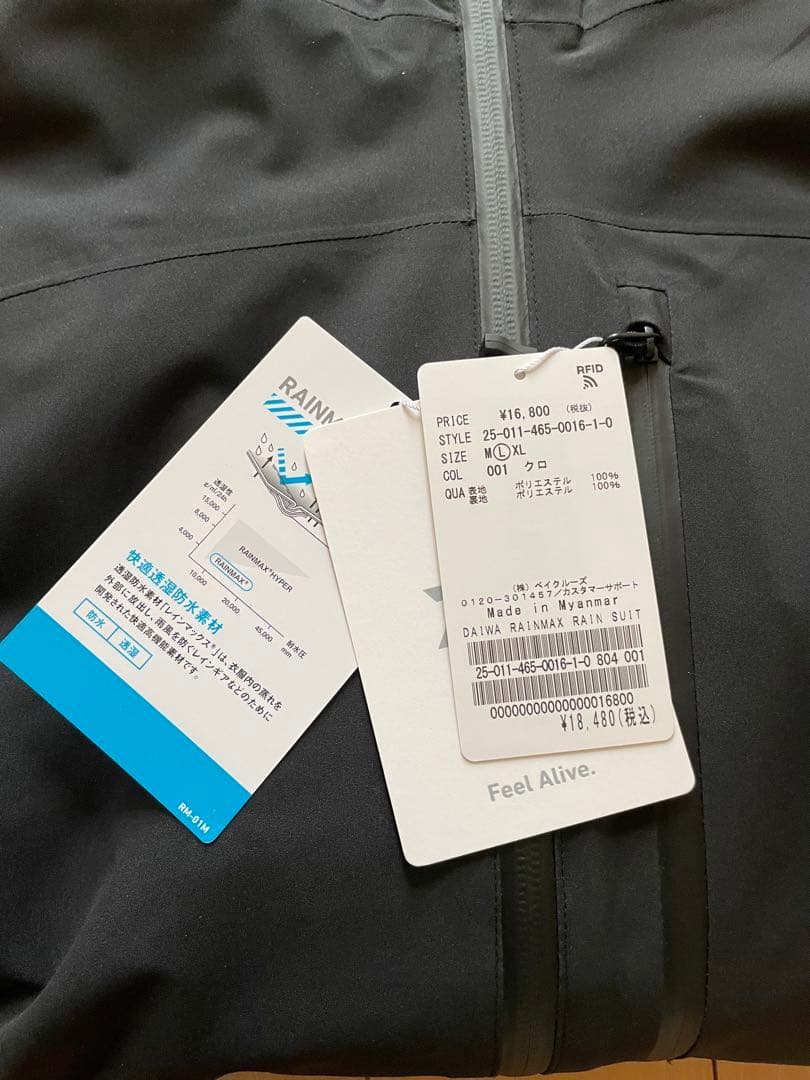 RAINM
透湿性
g/㎡/24h
15,000
8,000
4,000
RAINMAX®HYPER
RAINMAX®
10,000
20,000
45,000
耐水圧
mm
快適透湿防水素材
透湿防水素材「レインマックス®」は、衣服内の蒸れを
外部に放出し、雨風を防ぐレインギアなどのために
開発された快適高機能素材です。
防水
透湿
RM-01M
Feel Alive.
RFID
PRICE ¥16,800 (税抜)
STYLE 25-011-465-0016-1-0
SIZE M L XL
COL 001 クロ
QUA 表地 ポリエステル 100%
裏地 ポリエステル 100%
(株) ベイクルーズ
0120-301457/カスタマーサポート
Made in Myanmar
DAIWA RAINMAX RAIN SUIT
25-011-465-0016-1-0 804 001
000000000000000016800
¥18,480(税込)